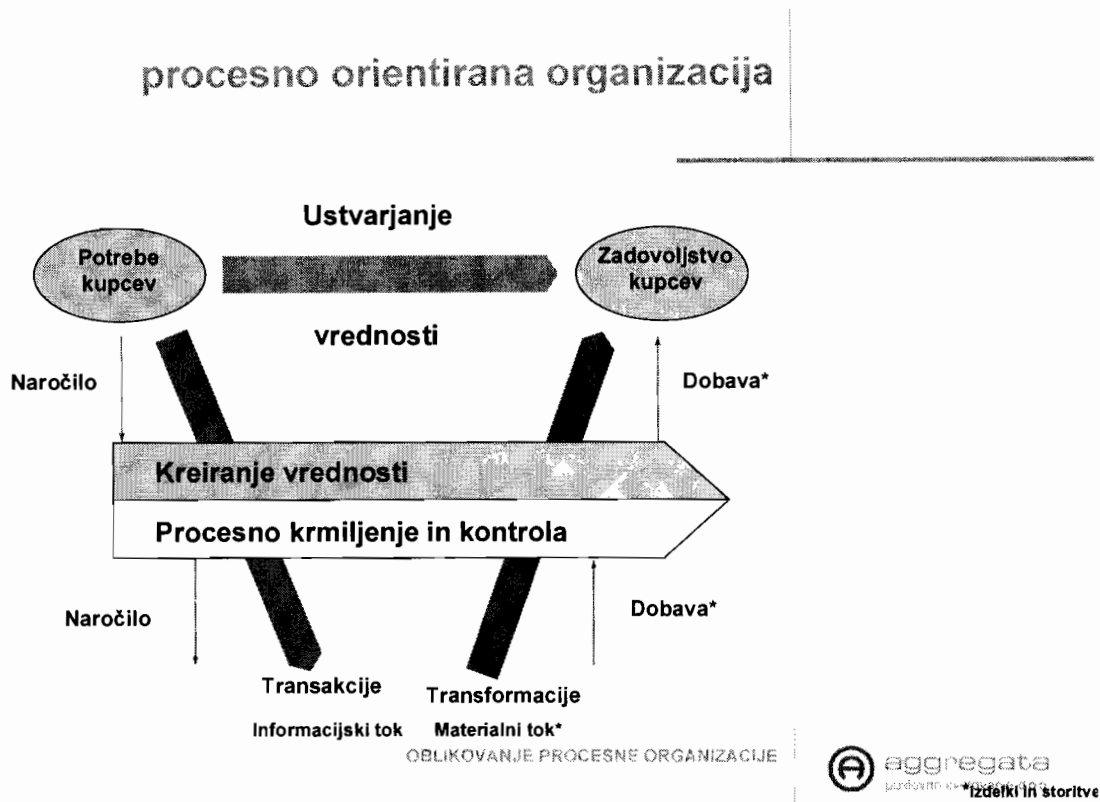 procesno orientirana organizacija
Ustvarjanje
Potrebe
kupcev
Zadovoljstvo
kupcev
vrednosti
Naročilo
Dobava*
Kreiranje vrednosti
Procesno krmiljenje in kontrola
Naročilo
Dobava*
Transakcije
Transformacije
Informacijski tok
Materialni tok*
OBLIKOVANJE PROCESNE ORGANIZACIJE
A aggregata
*izdelki in storitve